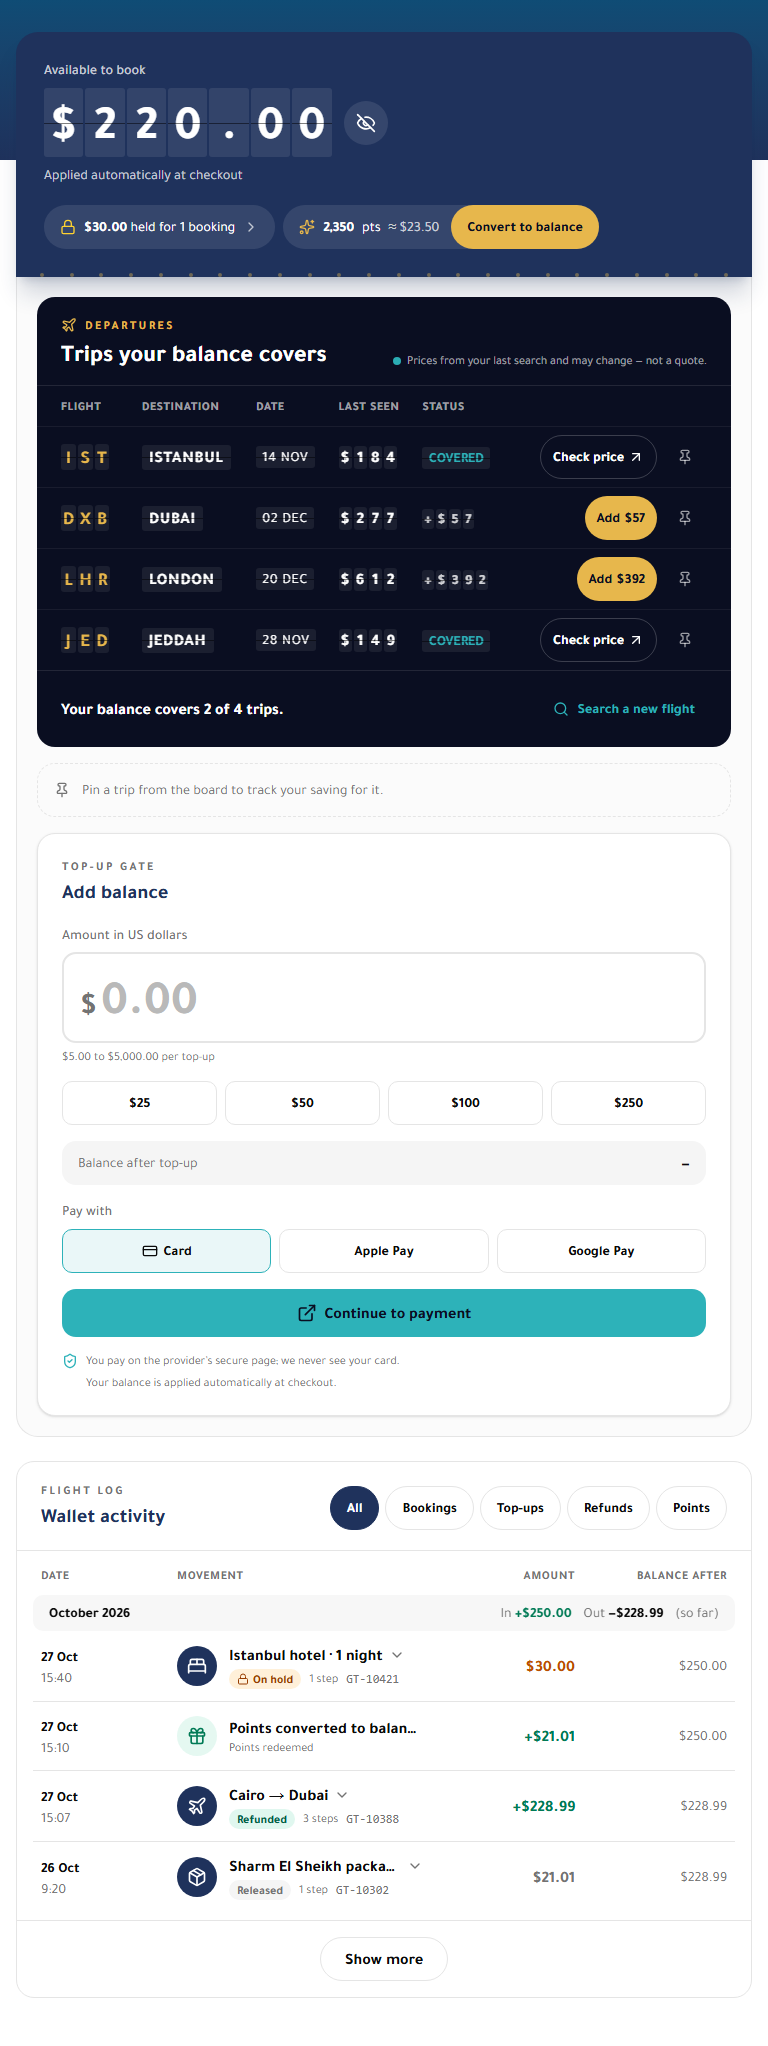 Available to book
$220.00
Applied automatically at checkout
$30.00 held for 1 booking
2,350 pts ≈ $23.50
Convert to balance
DEPARTURES
Trips your balance covers
Prices from your last search and may change – not a quote.
FLIGHT DESTINATION DATE LAST SEEN STATUS
IST ISTANBUL 14 NOV $184 COVERED Check price
DXB DUBAI 02 DEC $277 +$57 Add $57
LHR LONDON 20 DEC $612 +$392 Add $392
JED JEDDAH 28 NOV $149 COVERED Check price
Your balance covers 2 of 4 trips.
Search a new flight
Pin a trip from the board to track your saving for it.
TOP-UP GATE
Add balance
Amount in US dollars
$ 0.00
$5.00 to $5,000.00 per top-up
$25 $50 $100 $250
Balance after top-up –
Pay with
Card Apple Pay Google Pay
Continue to payment
You pay on the provider's secure page; we never see your card.
Your balance is applied automatically at checkout.
FLIGHT LOG
Wallet activity
All Bookings Top-ups Refunds Points
DATE MOVEMENT AMOUNT BALANCE AFTER
October 2026 In +$250.00 Out −$228.99 (so far)
27 Oct Istanbul hotel · 1 night $30.00 $250.00
15:40 On hold 1 step GT-10421
27 Oct Points converted to balan… +$21.01 $250.00
15:10 Points redeemed
27 Oct Cairo → Dubai +$228.99 $228.99
15:07 Refunded 3 steps GT-10388
26 Oct Sharm El Sheikh packa… $21.01 $228.99
9:20 Released 1 step GT-10302
Show more